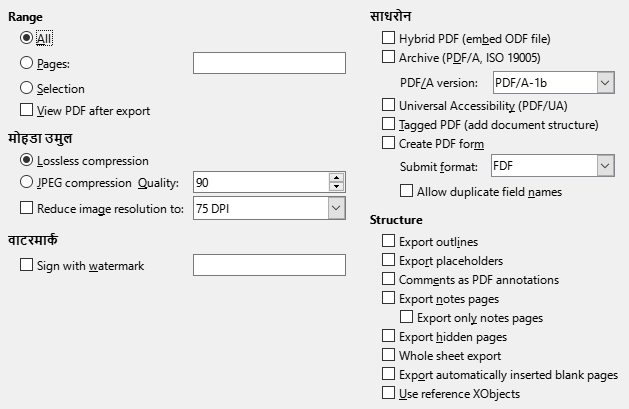 Range
All
Pages:
Selection
View PDF after export
मोइडा उमुल
Lossless compression
JPEG compression Quality: 90
Reduce image resolution to: 75 DPI
वाटरमार्क
Sign with watermark
साधरोन
Hybrid PDF (embed ODF file)
Archive (PDF/A, ISO 19005)
PDF/A version: PDF/A-1b
Universal Accessibility (PDF/UA)
Tagged PDF (add document structure)
Create PDF form
Submit format: FDF
Allow duplicate field names
Structure
Export outlines
Export placeholders
Comments as PDF annotations
Export notes pages
Export only notes pages
Export hidden pages
Whole sheet export
Export automatically inserted blank pages
Use reference XObjects